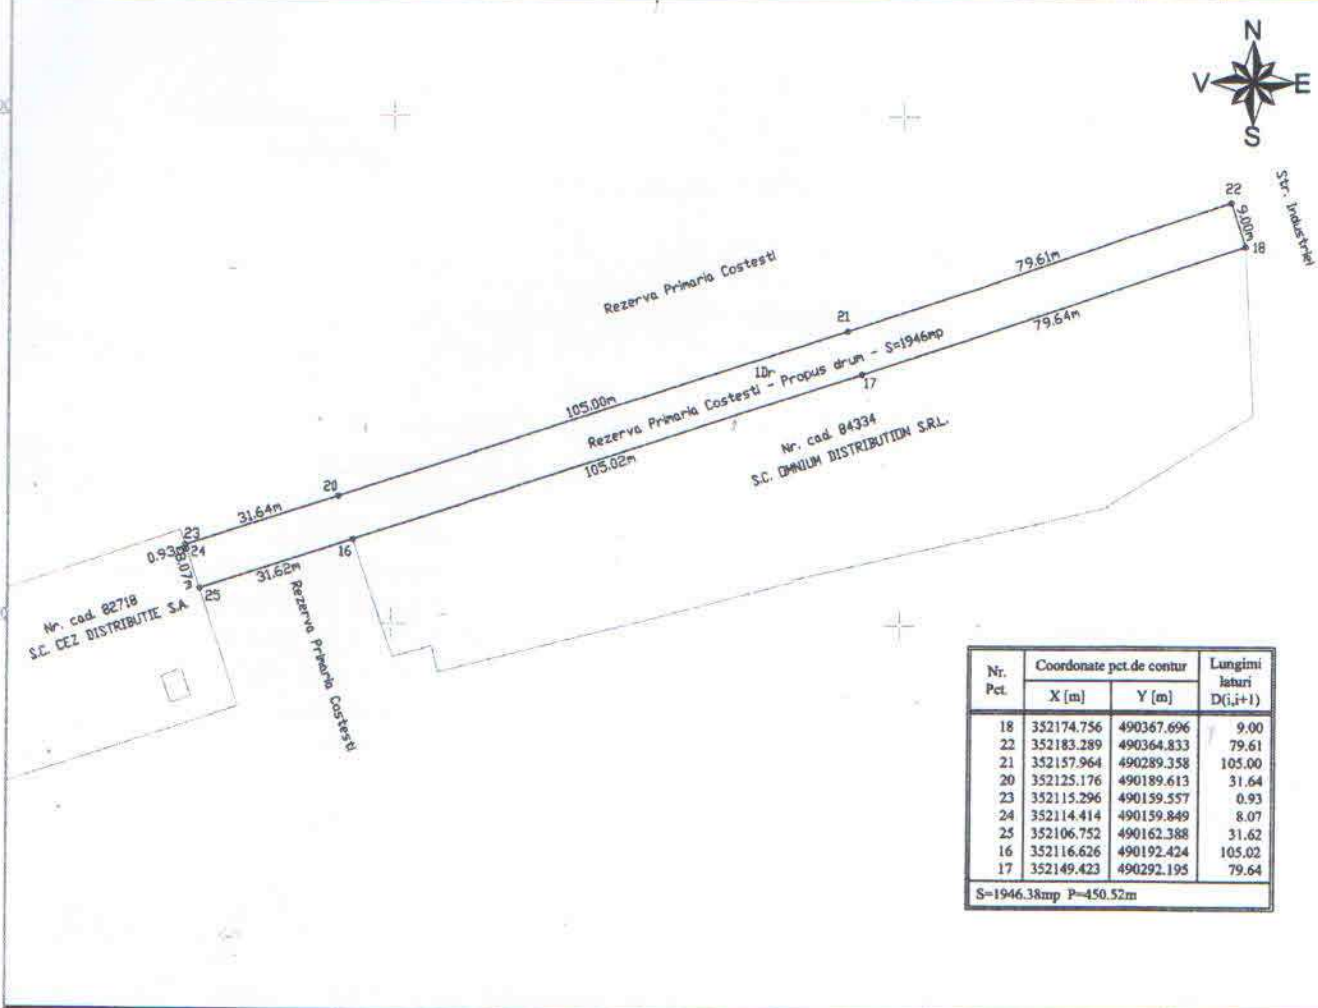 N
V E
S
Str. Industriei
22
9.00m
18
79.61m
Rezerva Primaria Costesti
21
79.64m
1Dr
Rezerva Primaria Costesti - Propus drum - S=1946mp
17
105.00m
Nr. cad. 84334
S.C. OMNIUM DISTRIBUTION S.R.L.
105.02m
20
31.64m
23
0.93
24
8.07m
16
31.62m
25
Nr. cad. 82718
S.C. CEZ DISTRIBUTIE S.A.
Rezerva Primaria Costesti
Nr. Coordonate pct.de contur Lungimi
Pct. X [m] Y [m] laturi
D(i,i+1)
18 352174.756 490367.696 9.00
22 352183.289 490364.833 79.61
21 352157.964 490289.358 105.00
20 352125.176 490189.613 31.64
23 352115.296 490159.557 0.93
24 352114.414 490159.849 8.07
25 352106.752 490162.388 31.62
16 352116.626 490192.424 105.02
17 352149.423 490292.195 79.64
S=1946.38mp P=450.52m